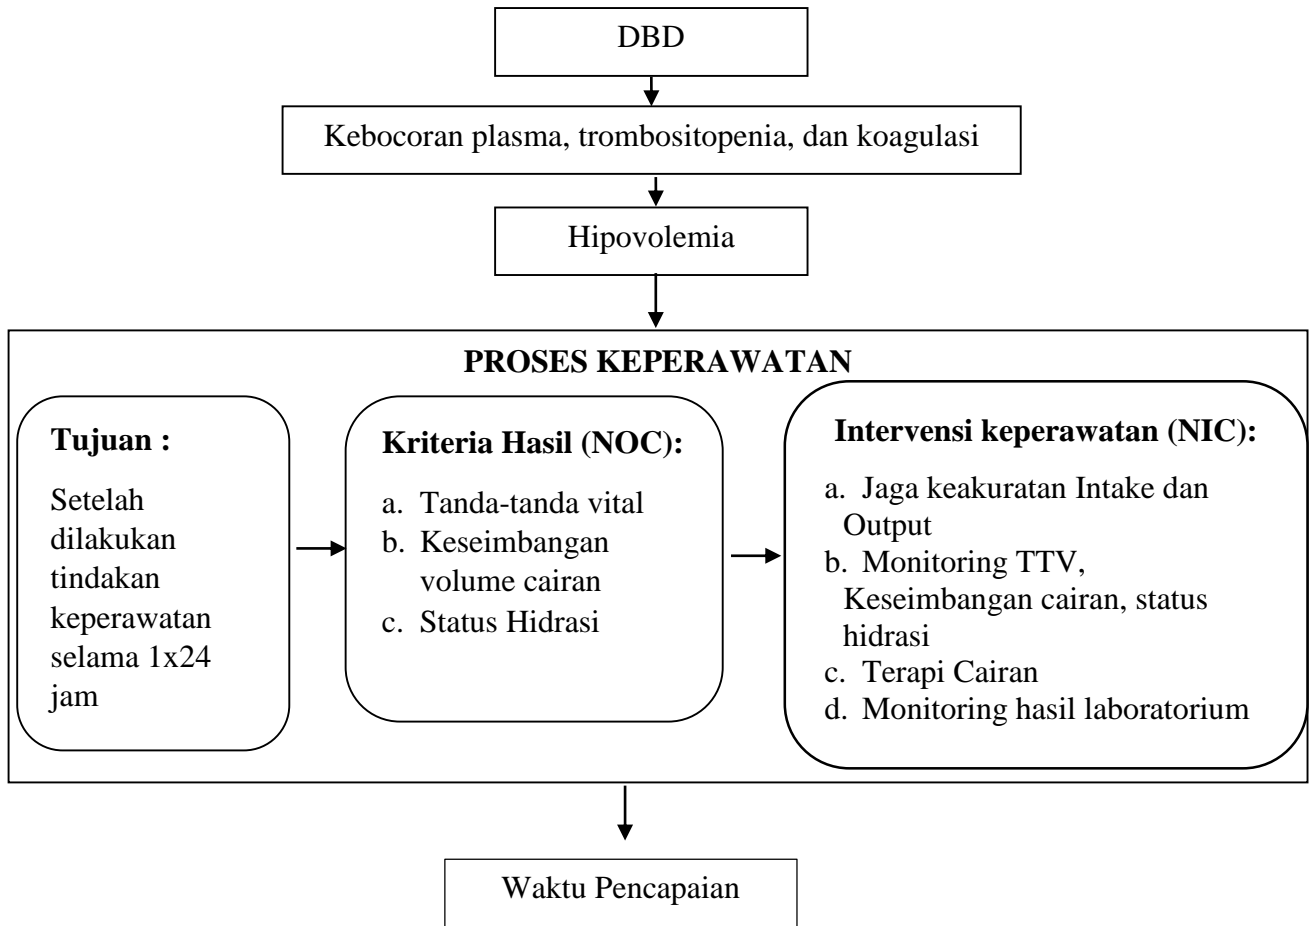 DBD
Kebocoran plasma, trombositopenia, dan koagulasi
Hipovolemia
PROSES KEPERAWATAN
Tujuan :
Setelah
dilakukan
tindakan
keperawatan
selama 1x24
jam
Kriteria Hasil (NOC):
a. Tanda-tanda vital
b. Keseimbangan
volume cairan
c. Status Hidrasi
Intervensi keperawatan (NIC):
a. Jaga keakuratan Intake dan
Output
b. Monitoring TTV,
Keseimbangan cairan, status
hidrasi
c. Terapi Cairan
d. Monitoring hasil laboratorium
Waktu Pencapaian